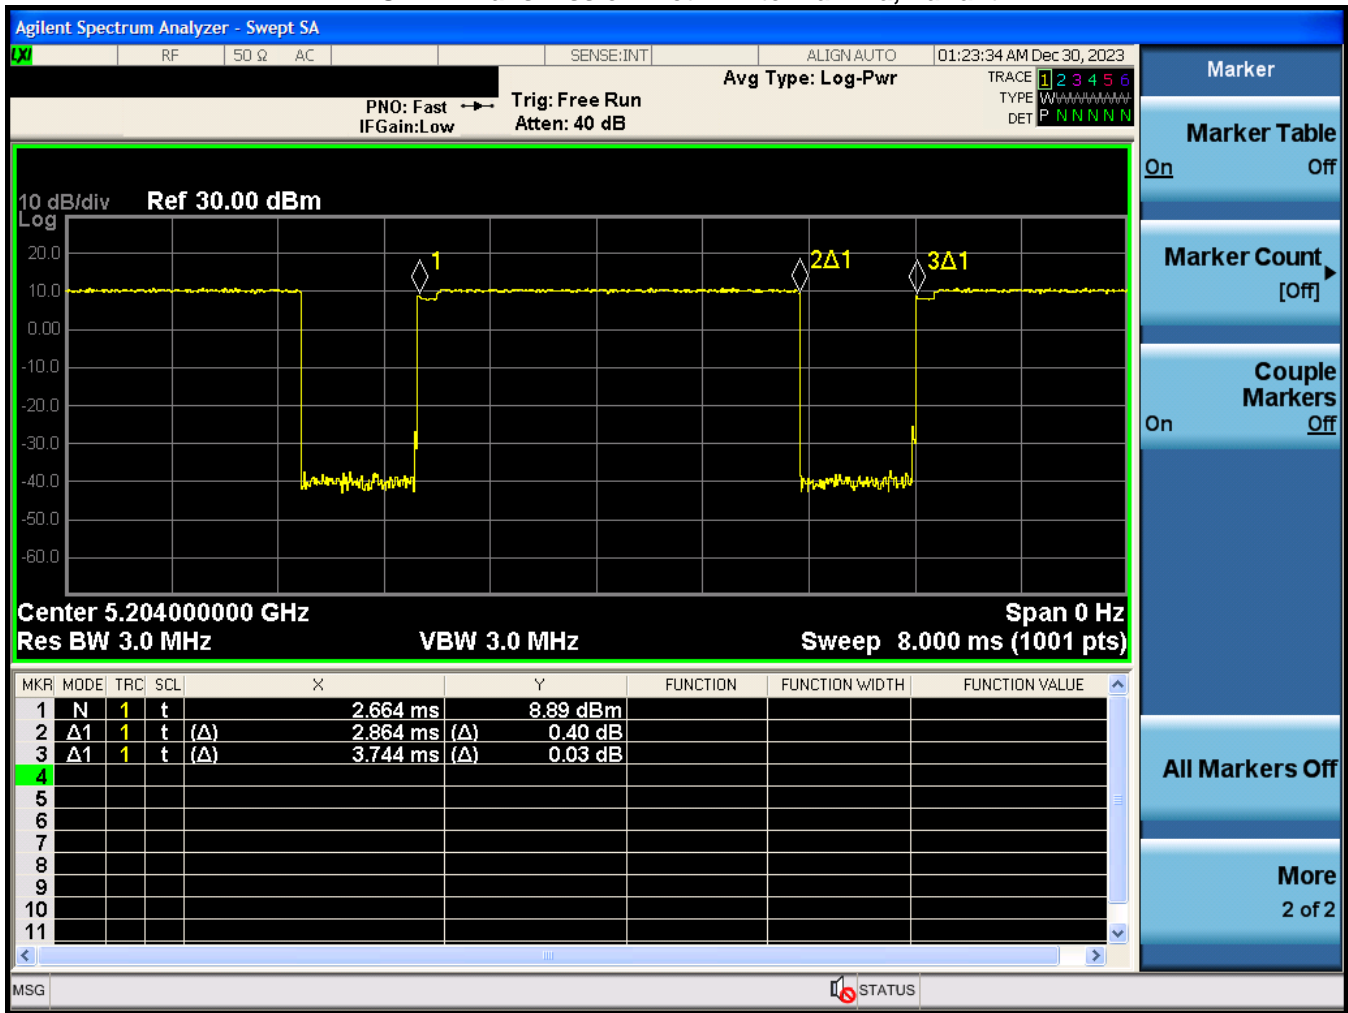 Agilent Spectrum Analyzer - Swept SA
LXI RF 50 Ω AC SENSE:INT ALIGN AUTO 01:23:34 AM Dec 30, 2023
Avg Type: Log-Pwr
TRACE 1 2 3 4 5 6
PNO: Fast Trig: Free Run
TYPE W
IFGain:Low Atten: 40 dB
DET P N N N N N
10 dB/div Ref 30.00 dBm
Log
20.0
10.0
0.00
-10.0
-20.0
-30.0
-40.0
-50.0
-60.0
1
2Δ1
3Δ1
Center 5.204000000 GHz Span 0 Hz
Res BW 3.0 MHz VBW 3.0 MHz Sweep 8.000 ms (1001 pts)
MKR MODE TRC SCL X Y FUNCTION FUNCTION WIDTH FUNCTION VALUE
1 N 1 t 2.664 ms 8.89 dBm
2 Δ1 1 t (Δ) 2.864 ms (Δ) 0.40 dB
3 Δ1 1 t (Δ) 3.744 ms (Δ) 0.03 dB
4
5
6
7
8
9
10
11
MSG STATUS
Marker
Marker Table
On Off
Marker Count
[Off]
Couple
Markers
On Off
All Markers Off
More
2 of 2